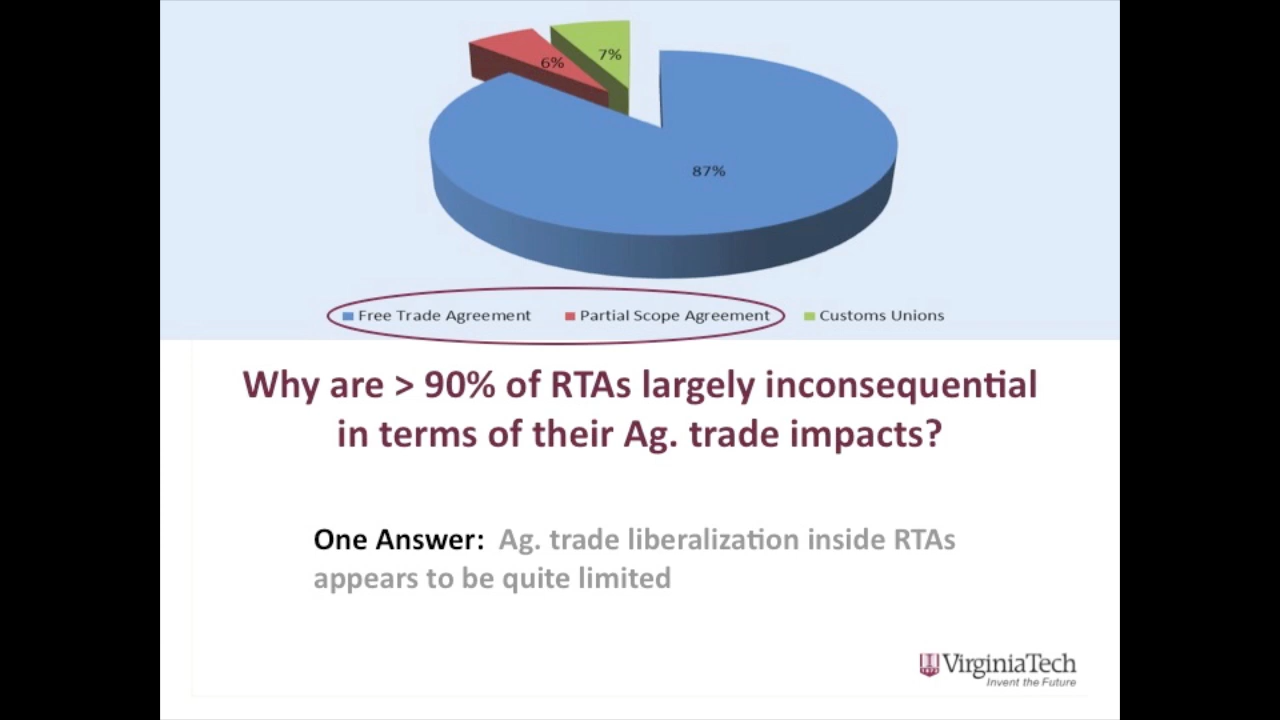 7%
6%
87%
Free Trade Agreement Partial Scope Agreement Customs Unions
Why are > 90% of RTAs largely inconsequential
in terms of their Ag. trade impacts?
One Answer: Ag. trade liberalization inside RTAs
appears to be quite limited
VirginiaTech
Invent the Future